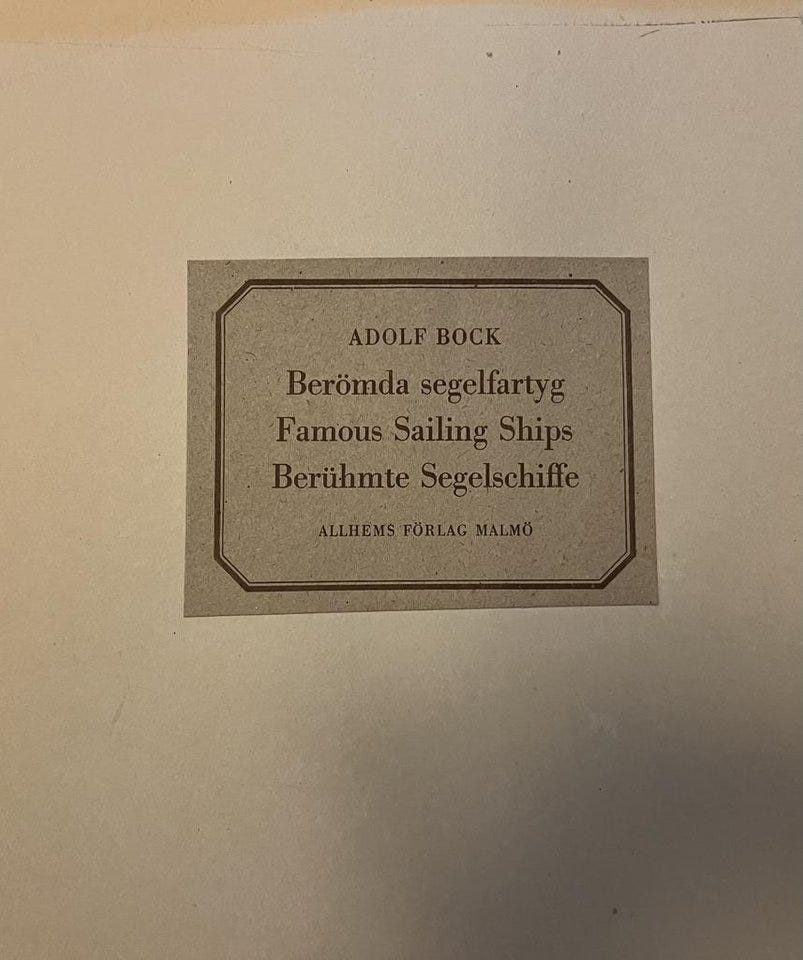 ADOLF BOCK
Berömda segelfartyg
Famous Sailing Ships
Berühmte Segelschiffe
ALLHEMS FÖRLAG MALMÖ